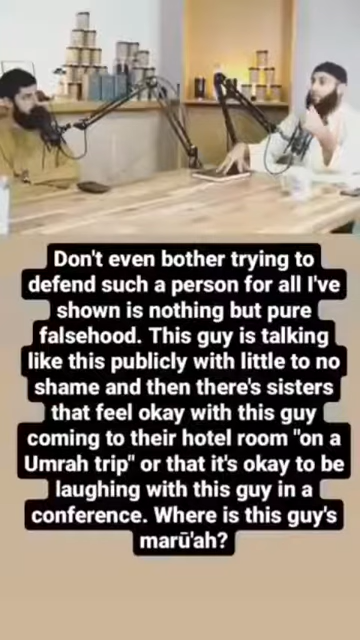 Don't even bother trying to
defend such a person for all I've
shown is nothing but pure
falsehood. This guy is talking
like this publicly with little to no
shame and then there's sisters
that feel okay with this guy
coming to their hotel room "on a
Umrah trip" or that it's okay to be
laughing with this guy in a
conference. Where is this guy's
marū'ah?